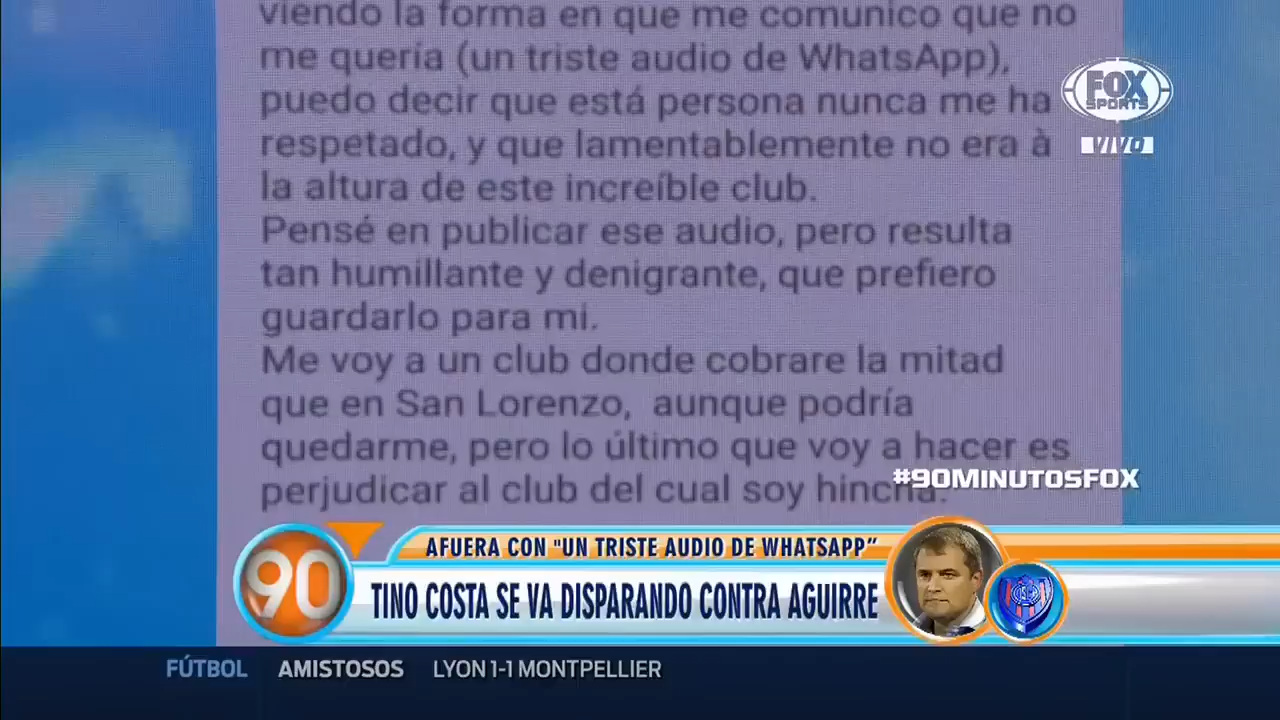 viendo la forma en que me comunico que no
me quería (un triste audio de WhatsApp),
puedo decir que está persona nunca me ha
respetado, y que lamentablemente no era à
la altura de este increíble club.
Pensé en publicar ese audio, pero resulta
tan humillante y denigrante, que prefiero
guardarlo para mi.
Me voy a un club donde cobrare la mitad
que en San Lorenzo, aunque podría
quedarme, pero lo último que voy a hacer es
perjudicar al club del cual soy hincha.
FOX
SPORTS
VIVO
#90MINUTOSFOX
90
AFUERA CON "UN TRISTE AUDIO DE WHATSAPP"
TINO COSTA SE VA DISPARANDO CONTRA AGUIRRE
FÚTBOL AMISTOSOS LYON 1-1 MONTPELLIER